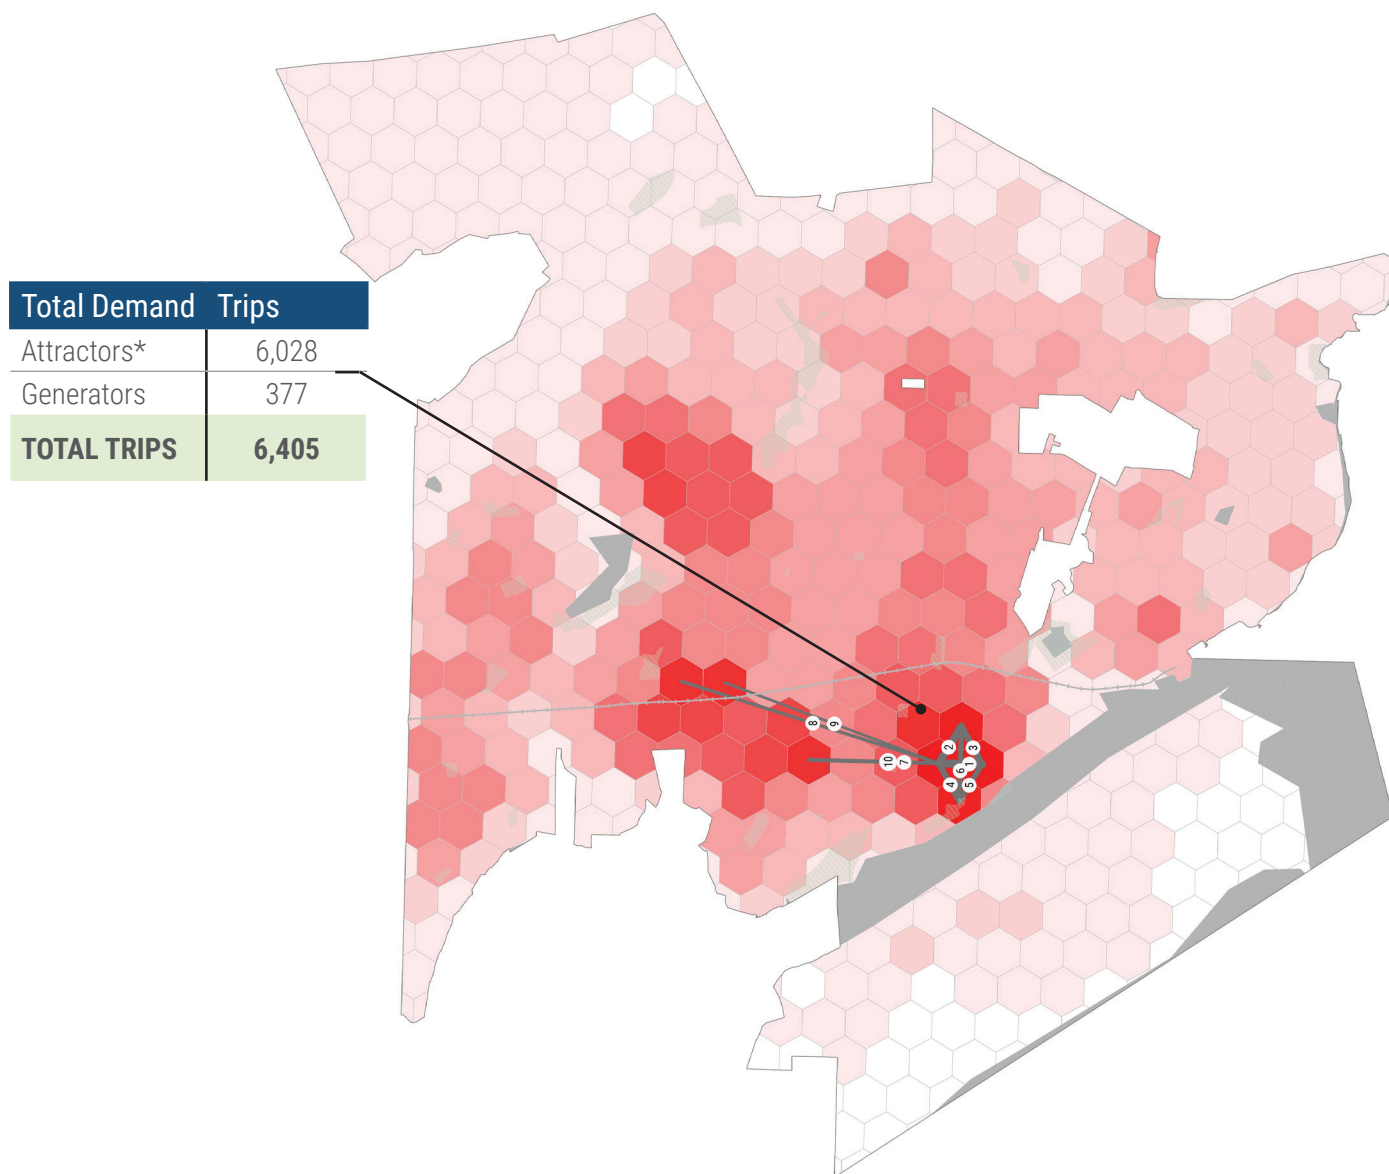 Total Demand Trips
Attractors* 6,028
Generators 377
TOTAL TRIPS 6,405
8 9
2 3
10 7 6 1
4 5